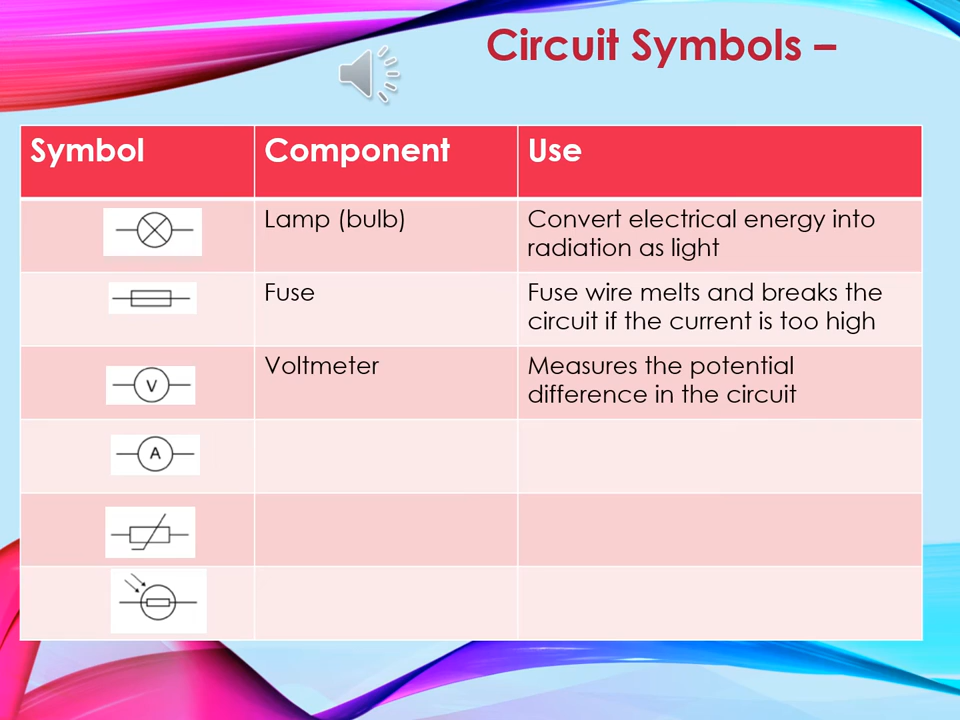 Circuit Symbols –
Symbol Component Use
Lamp (bulb) Convert electrical energy into
radiation as light
Fuse Fuse wire melts and breaks the
circuit if the current is too high
V Voltmeter Measures the potential
difference in the circuit
A